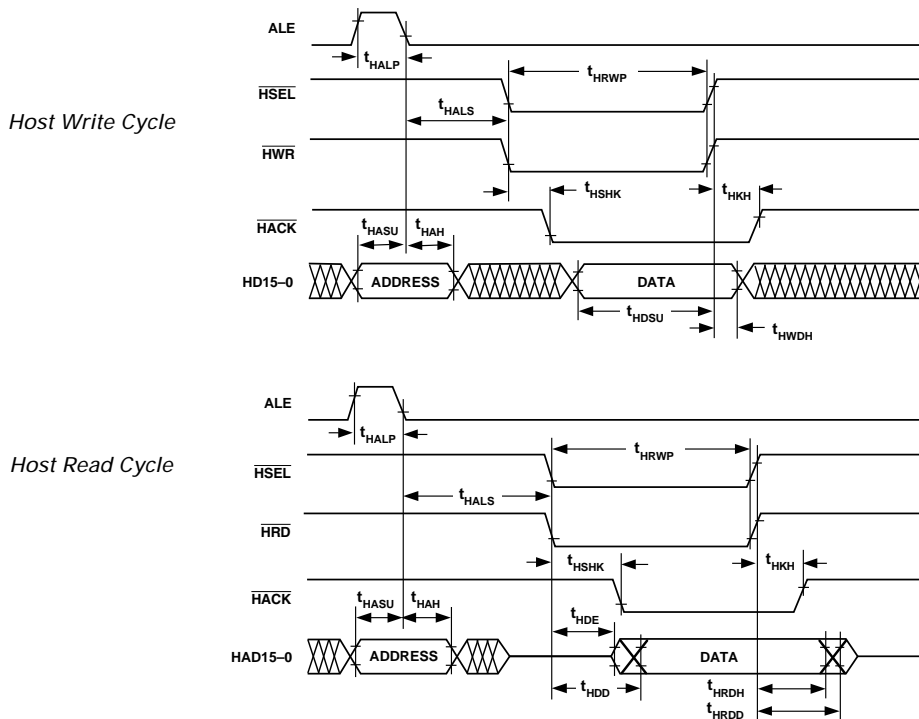 ALE
tHALP
HSEL
tHRWP
tHALS
Host Write Cycle
HWR
tHSHK
tHKH
HACK
tHASU
tHAH
HD15–0
ADDRESS
DATA
tHDSU
tHWDH
ALE
tHALP
Host Read Cycle
HSEL
tHRWP
tHALS
HRD
tHSHK
tHKH
HACK
tHASU
tHAH
tHDE
HAD15–0
ADDRESS
DATA
tHDD
tHRDH
tHRDD